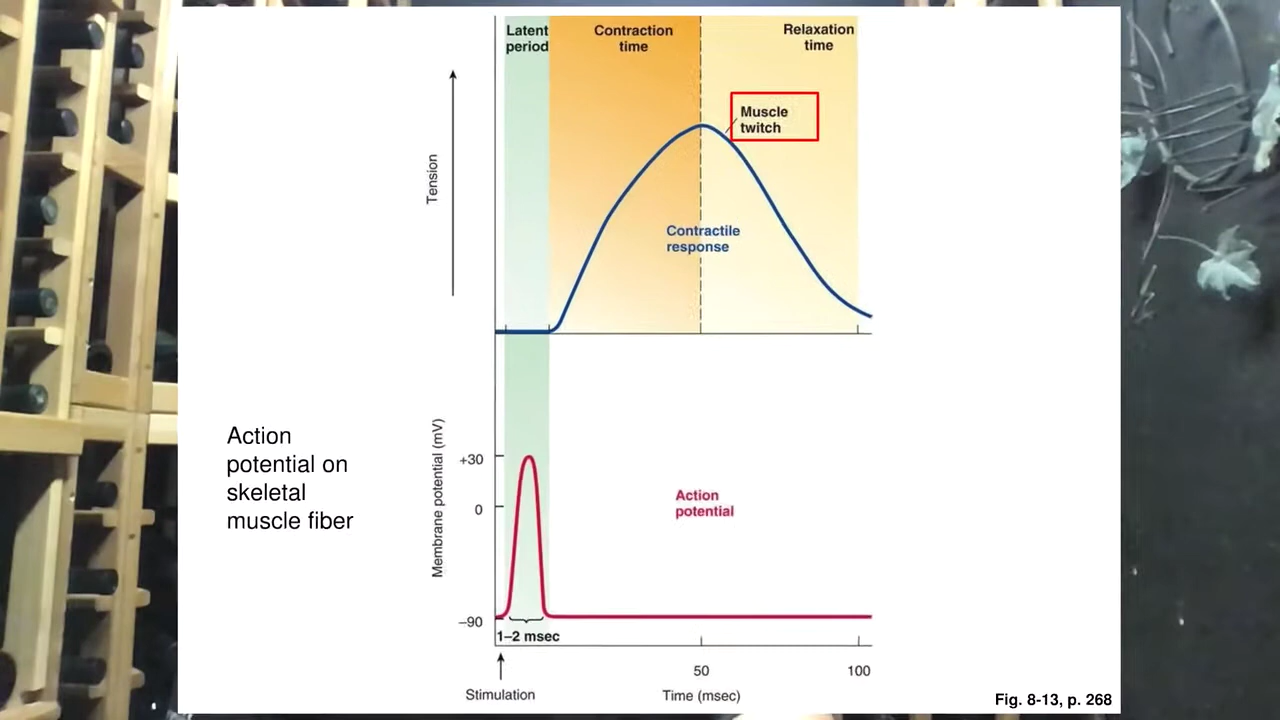 Latent
period
Contraction
time
Relaxation
time
Muscle
twitch
Tension
Contractile
response
Action
potential on
skeletal
muscle fiber
Membrane potential (mV)
+30
0
–90
Action
potential
1–2 msec
50
100
Stimulation
Time (msec)
Fig. 8-13, p. 268